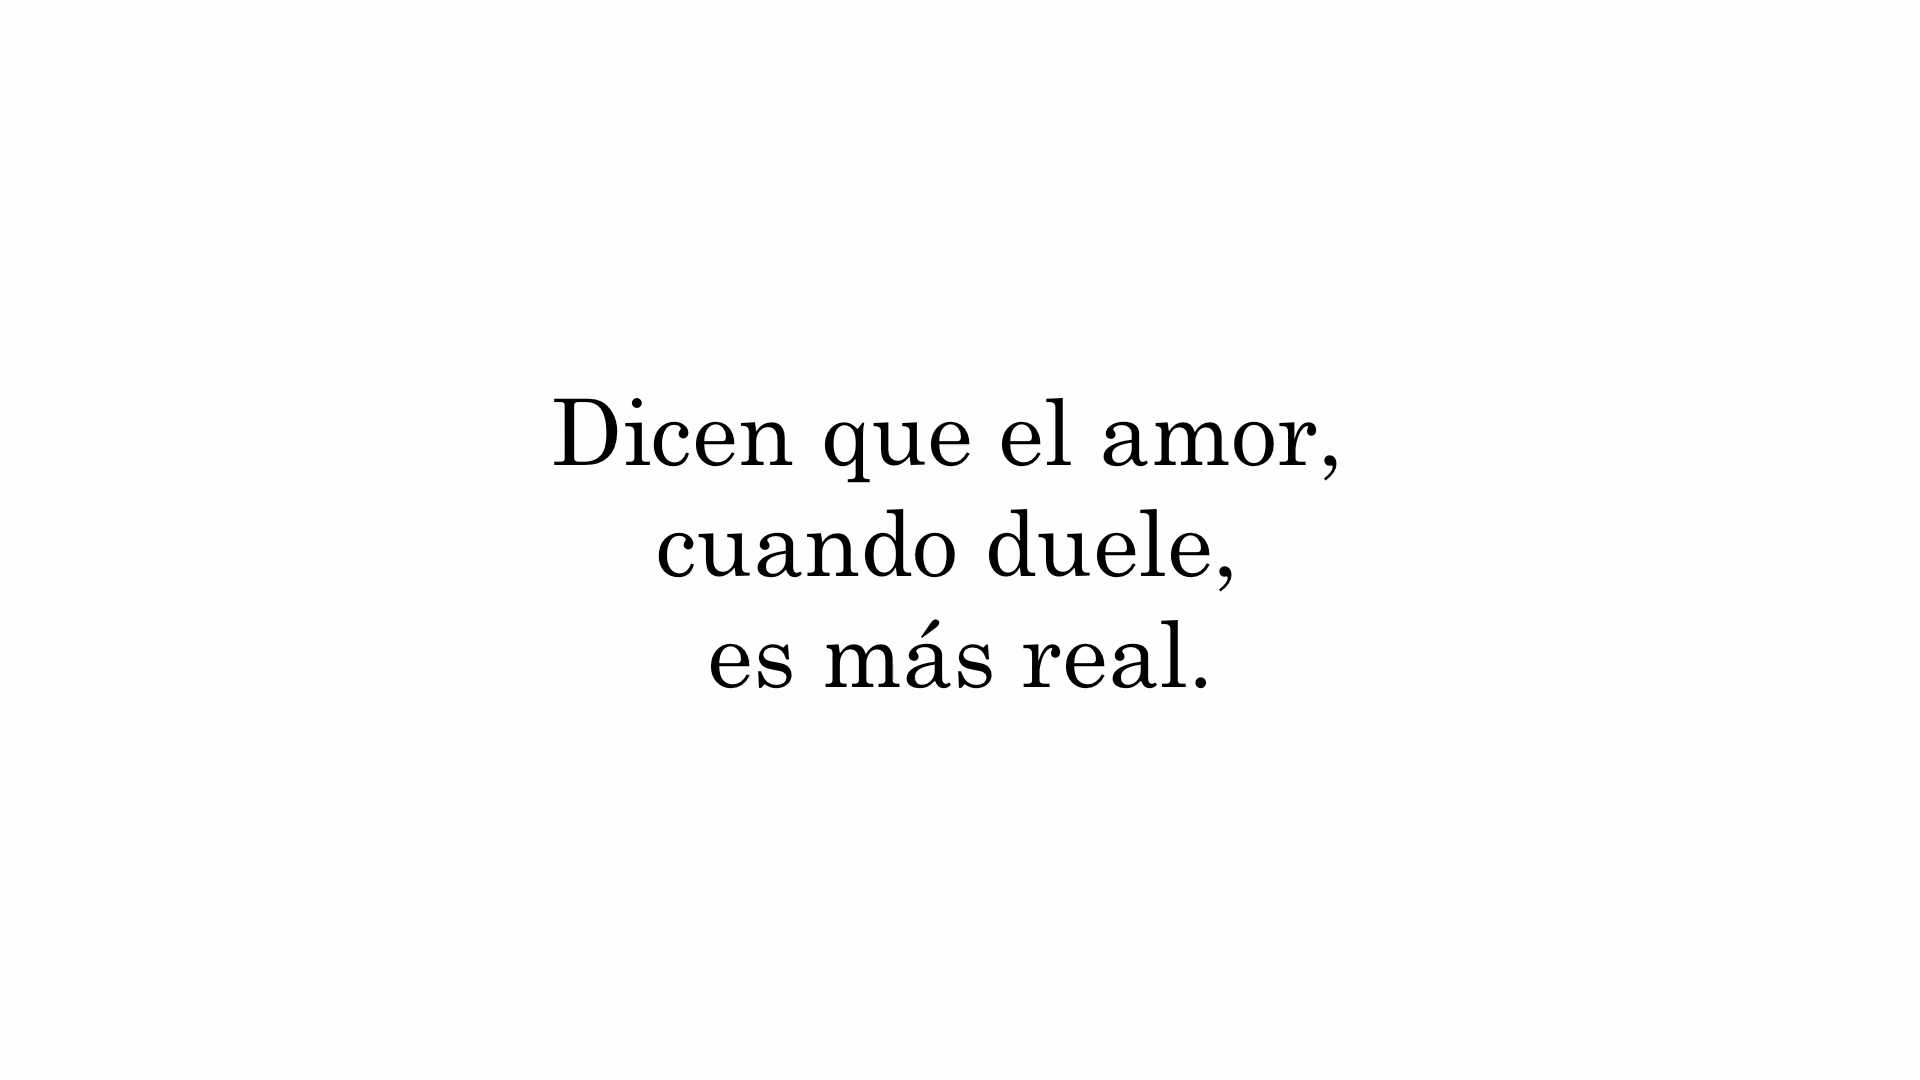 Dicen que el amor,
cuando duele,
es más real.